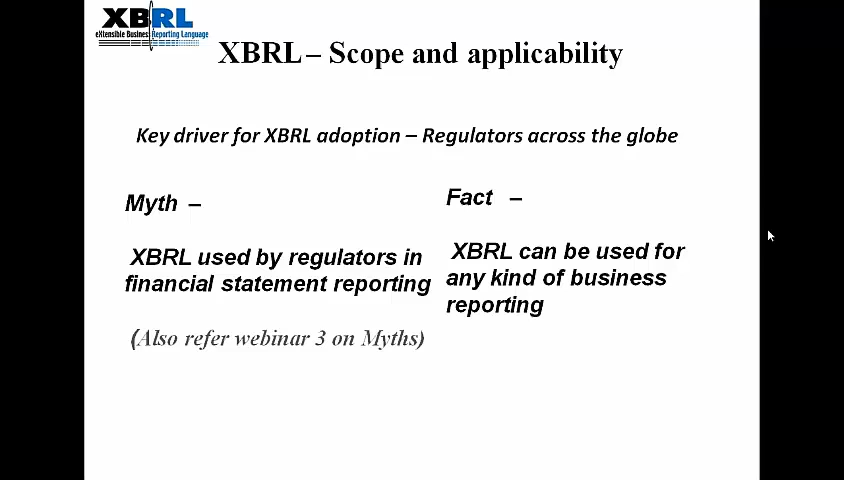 XBRL
eXtensible Business Reporting Language
XBRL – Scope and applicability
Key driver for XBRL adoption – Regulators across the globe
Myth –
XBRL used by regulators in
financial statement reporting
(Also refer webinar 3 on Myths)
Fact –
XBRL can be used for
any kind of business
reporting